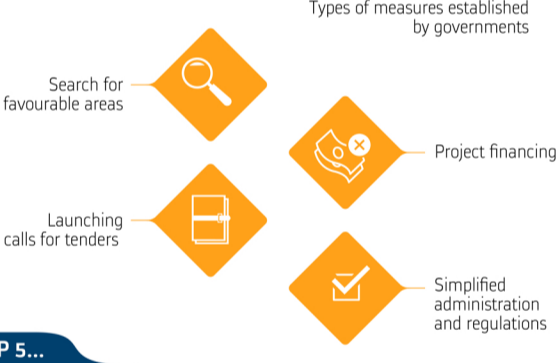 Types of measures established
by governments
Search for
favourable areas
Project financing
Launching
calls for tenders
Simplified
administration
and regulations
P 5...